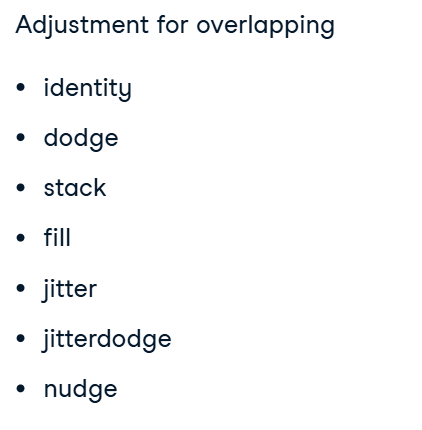 Adjustment for overlapping
• identity
• dodge
• stack
• fill
• jitter
• jitterdodge
• nudge